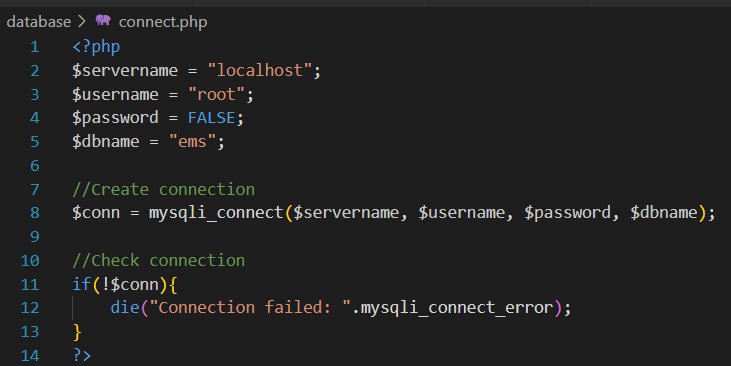 database > connect.php
1 <?php
2 $servername = "localhost";
3 $username = "root";
4 $password = FALSE;
5 $dbname = "ems";
6
7 //Create connection
8 $conn = mysqli_connect($servername, $username, $password, $dbname);
9
10 //Check connection
11 if(!$conn){
12     die("Connection failed: ".mysqli_connect_error);
13 }
14 ?>